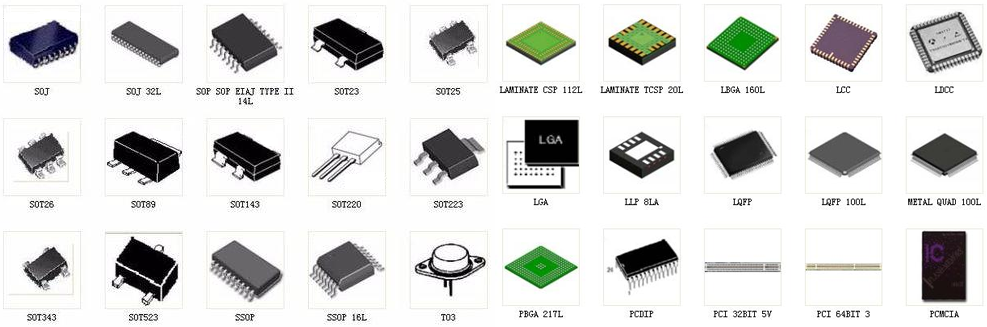 SOJ
SOJ 32L
SOP SOP EIAJ TYPE II
14L
SOT23
SOT25
LAMINATE CSP 112L
LAMINATE TCSP 20L
LBGA 160L
LCC
LDCC
SOT26
SOT89
SOT143
SOT220
SOT223
LGA
LGA
LLP 8LA
LQFP
LQFP 100L
METAL QUAD 100L
SOT343
SOT523
SSOP
SSOP 16L
TO3
PBGA 217L
24
PCDIP
PCI 32BIT 5V
PCI 64BIT 3
IC
PCMCIA